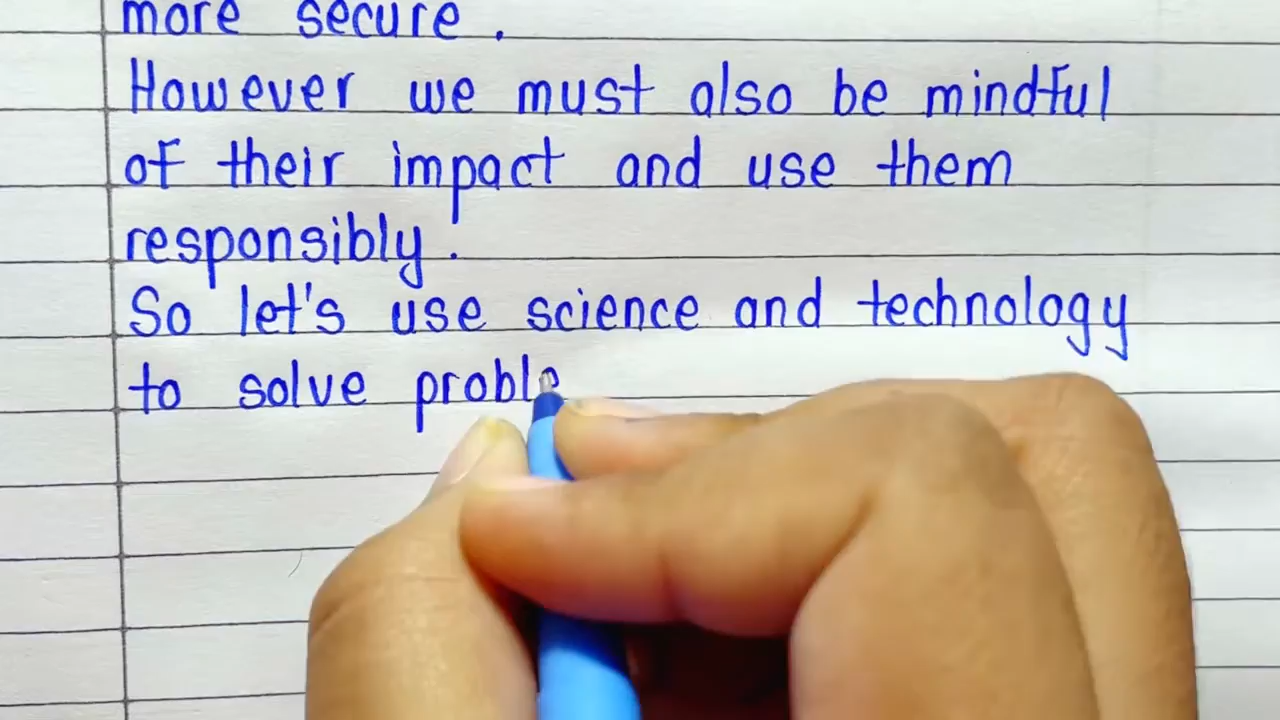 more secure.
However we must also be mindful
of their impact and use them
responsibly.
So let's use science and technology
to solve proble